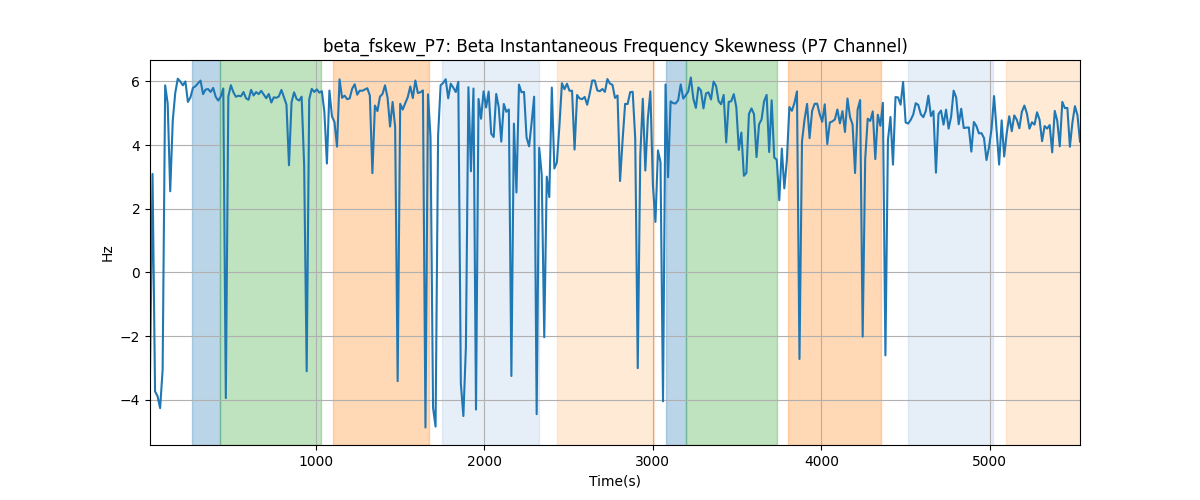 beta_fskew_P7: Beta Instantaneous Frequency Skewness (P7 Channel)
6
4
2
0
−2
−4
Hz
1000 2000 3000 4000 5000
Time(s)